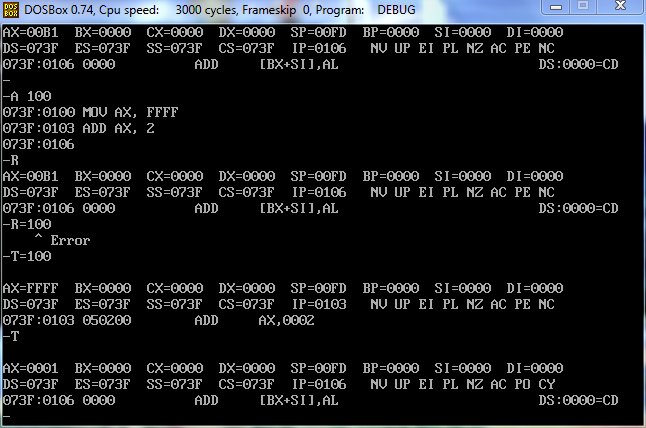 DOSBox 0.74, Cpu speed: 3000 cycles, Frameskip 0, Program: DEBUG
AX=00B1 BX=0000 CX=0000 DX=0000 SP=00FD BP=0000 SI=0000 DI=0000
DS=073F ES=073F SS=073F CS=073F IP=0106 NV UP EI PL NZ AC PE NC
073F:0106 0000 ADD [BX+SI],AL DS:0000=CD
-
-A 100
073F:0100 MOV AX, FFFF
073F:0103 ADD AX, 2
073F:0106
-R
AX=00B1 BX=0000 CX=0000 DX=0000 SP=00FD BP=0000 SI=0000 DI=0000
DS=073F ES=073F SS=073F CS=073F IP=0106 NV UP EI PL NZ AC PE NC
073F:0106 0000 ADD [BX+SI],AL DS:0000=CD
-R=100
^ Error
-T=100
AX=FFFF BX=0000 CX=0000 DX=0000 SP=00FD BP=0000 SI=0000 DI=0000
DS=073F ES=073F SS=073F CS=073F IP=0103 NV UP EI PL NZ AC PE NC
073F:0103 050200 ADD AX,0002
-T
AX=0001 BX=0000 CX=0000 DX=0000 SP=00FD BP=0000 SI=0000 DI=0000
DS=073F ES=073F SS=073F CS=073F IP=0106 NV UP EI PL NZ AC PO CY
073F:0106 0000 ADD [BX+SI],AL DS:0000=CD
-